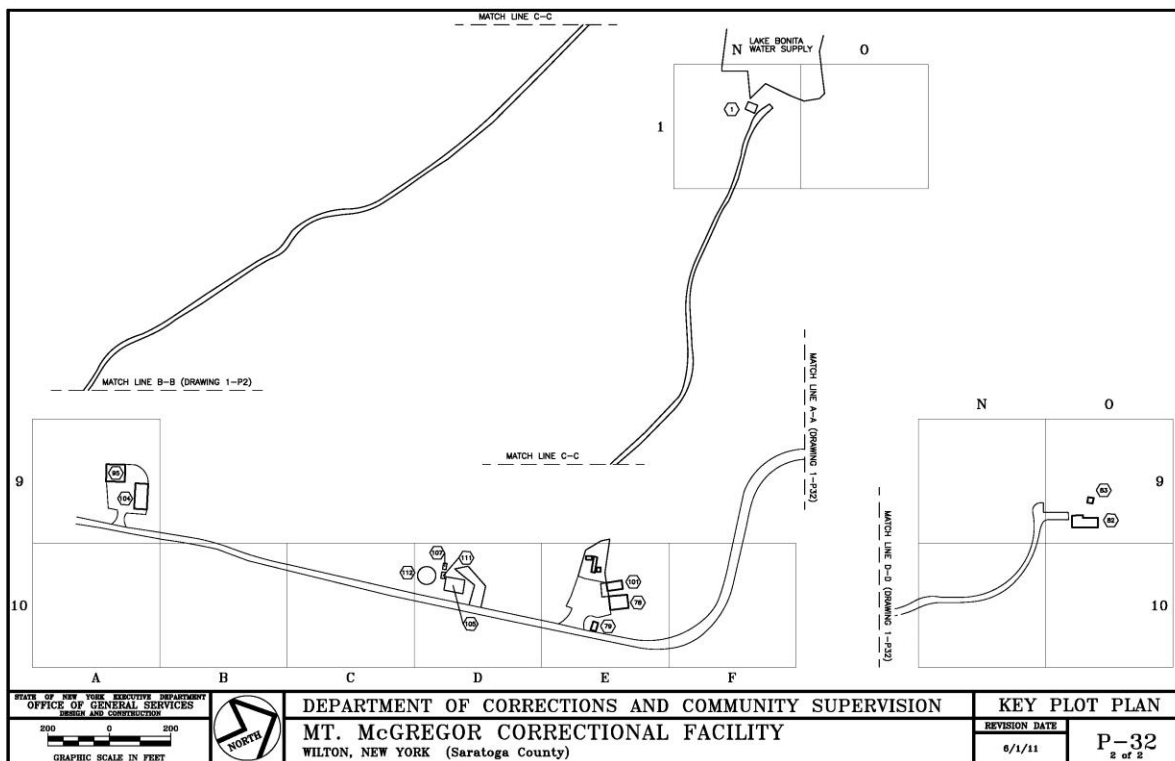 MATCH LINE C-C
LAKE BONITA
WATER SUPPLY
N
O
1
1
MATCH LINE B-B (DRAWING 1-P2)
MATCH LINE C-C
MATCH LINE A-A (DRAWING 1-P32)
MATCH LINE D-D (DRAWING 1-P32)
N
O
9
95
104
9
83
82
10
107
111
112
105
101
78
79
10
A
B
C
D
E
F
STATE OF NEW YORK EXECUTIVE DEPARTMENT
OFFICE OF GENERAL SERVICES
DESIGN AND CONSTRUCTION
200
0
200
GRAPHIC SCALE IN FEET
NORTH
DEPARTMENT OF CORRECTIONS AND COMMUNITY SUPERVISION
MT. McGREGOR CORRECTIONAL FACILITY
WILTON, NEW YORK (Saratoga County)
KEY PLOT PLAN
REVISION DATE
6/1/11
P-32
2 of 2